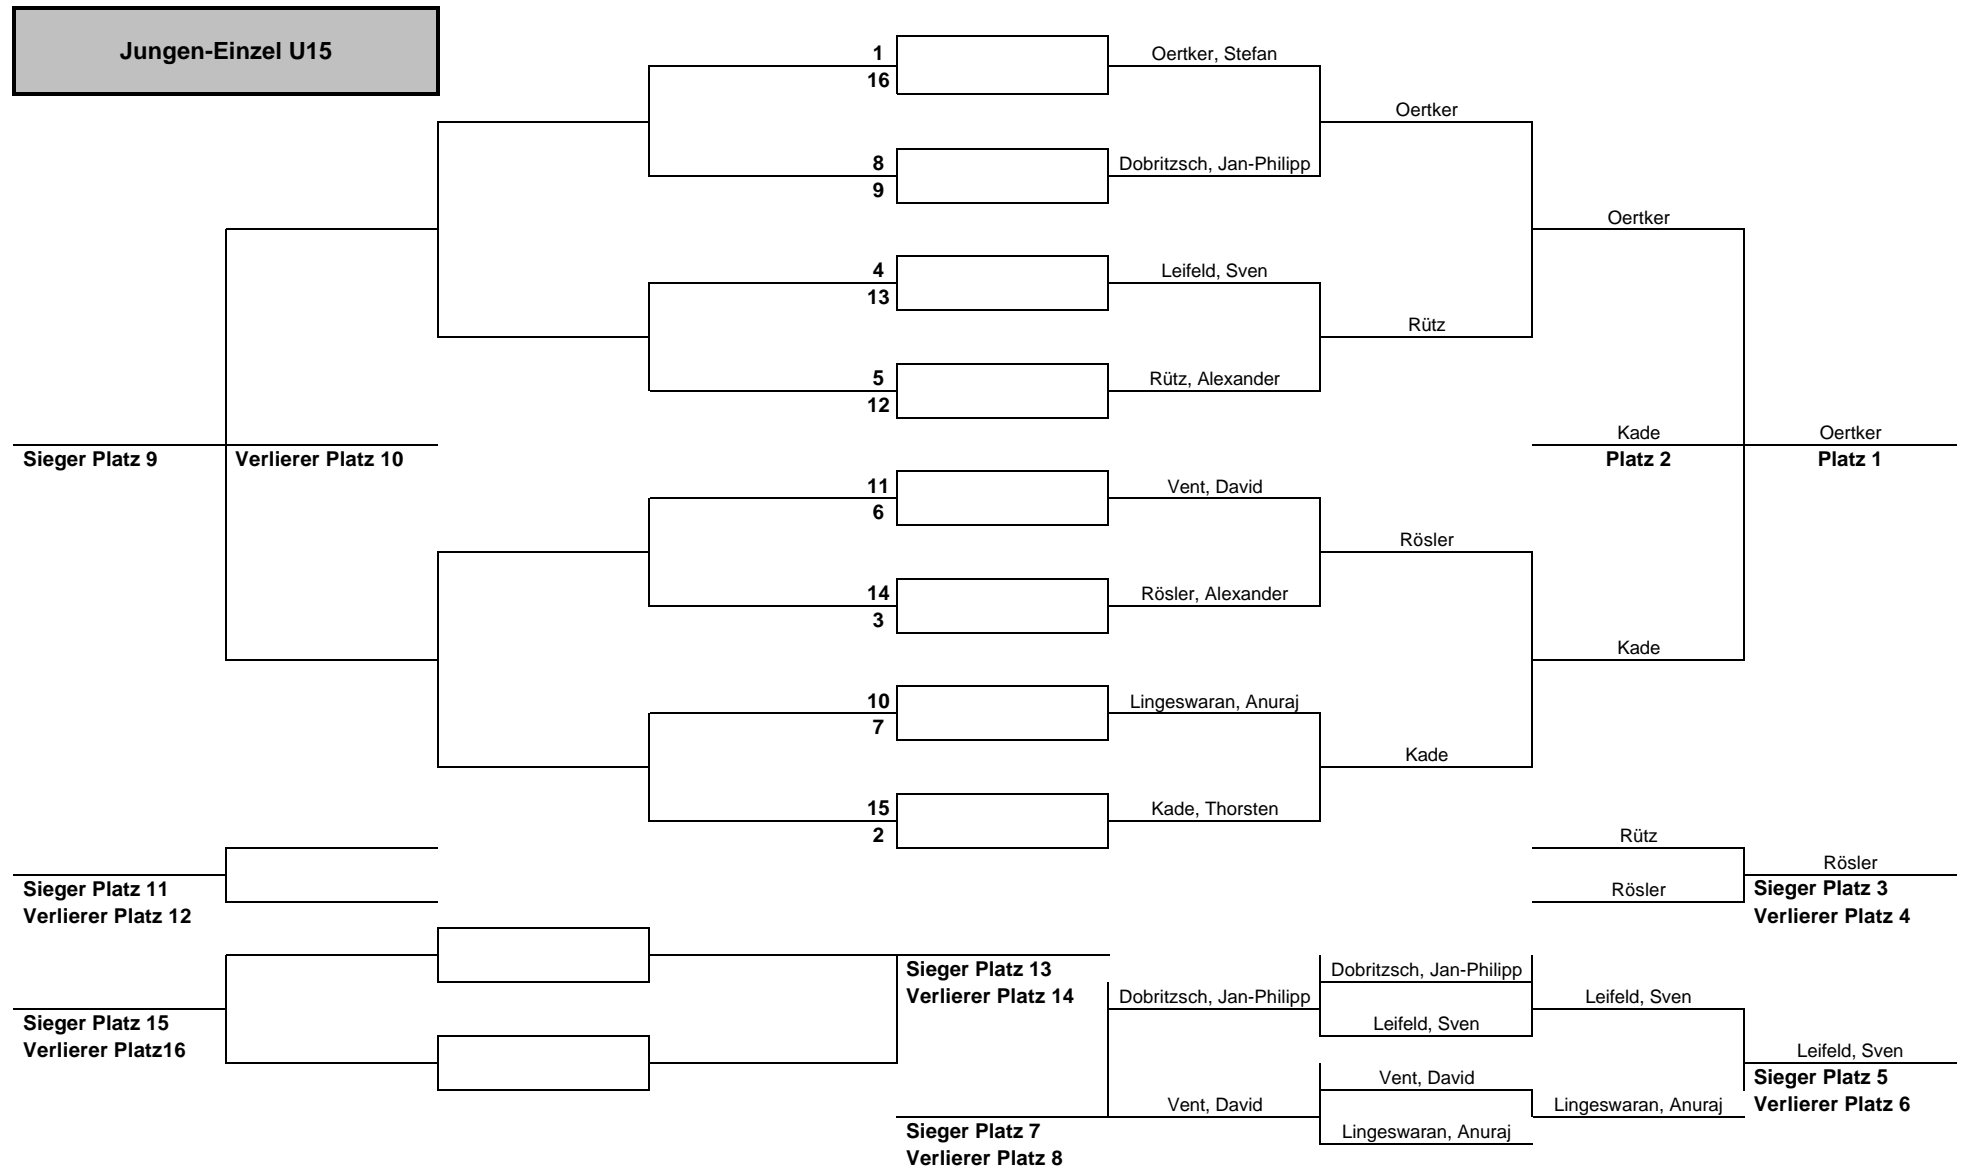 Jungen-Einzel U15
1
Oertker, Stefan
16
Oertker
8
Dobritzsch, Jan-Philipp
9
Oertker
4
Leifeld, Sven
13
Rütz
5
Rütz, Alexander
12
Kade
Oertker
Sieger Platz 9
Verlierer Platz 10
Platz 2
Platz 1
11
Vent, David
6
Rösler
14
Rösler, Alexander
3
Kade
10
Lingeswaran, Anuraj
7
Kade
15
Kade, Thorsten
2
Rütz
Rösler
Sieger Platz 11
Rösler
Sieger Platz 3
Verlierer Platz 12
Verlierer Platz 4
Sieger Platz 13
Dobritzsch, Jan-Philipp
Verlierer Platz 14
Dobritzsch, Jan-Philipp
Leifeld, Sven
Sieger Platz 15
Leifeld, Sven
Verlierer Platz16
Leifeld, Sven
Vent, David
Sieger Platz 5
Vent, David
Lingeswaran, Anuraj
Verlierer Platz 6
Sieger Platz 7
Lingeswaran, Anuraj
Verlierer Platz 8